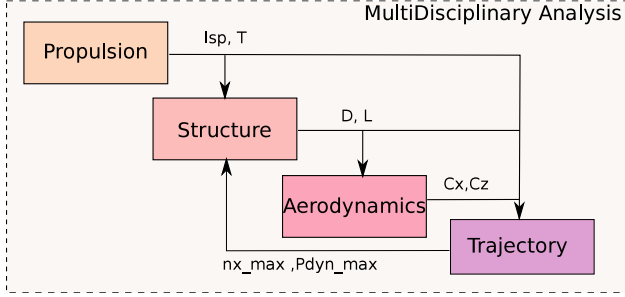 MultiDisciplinary Analysis
Propulsion
Isp, T
Structure
D, L
Aerodynamics
Cx,Cz
Trajectory
nx_max ,Pdyn_max